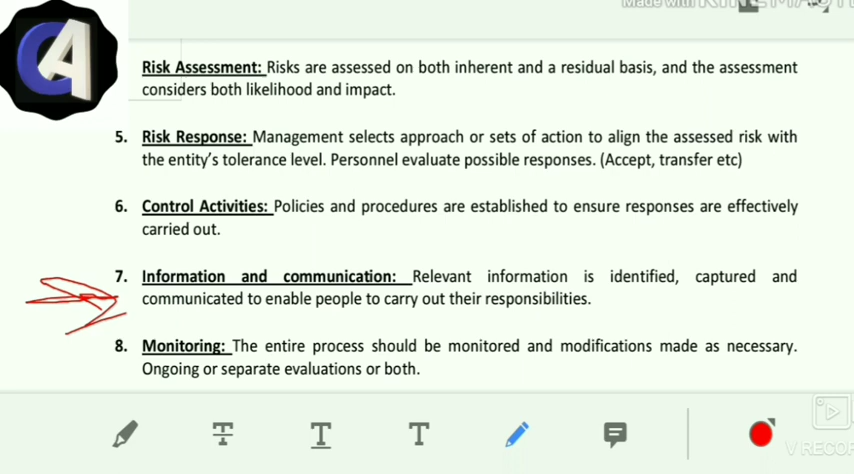 Made with KINEMASTER
CA
Risk Assessment: Risks are assessed on both inherent and a residual basis, and the assessment
considers both likelihood and impact.
5. Risk Response: Management selects approach or sets of action to align the assessed risk with
the entity's tolerance level. Personnel evaluate possible responses. (Accept, transfer etc)
6. Control Activities: Policies and procedures are established to ensure responses are effectively
carried out.
7. Information and communication: Relevant information is identified, captured and
communicated to enable people to carry out their responsibilities.
8. Monitoring: The entire process should be monitored and modifications made as necessary.
Ongoing or separate evaluations or both.
T T T
V RECOR